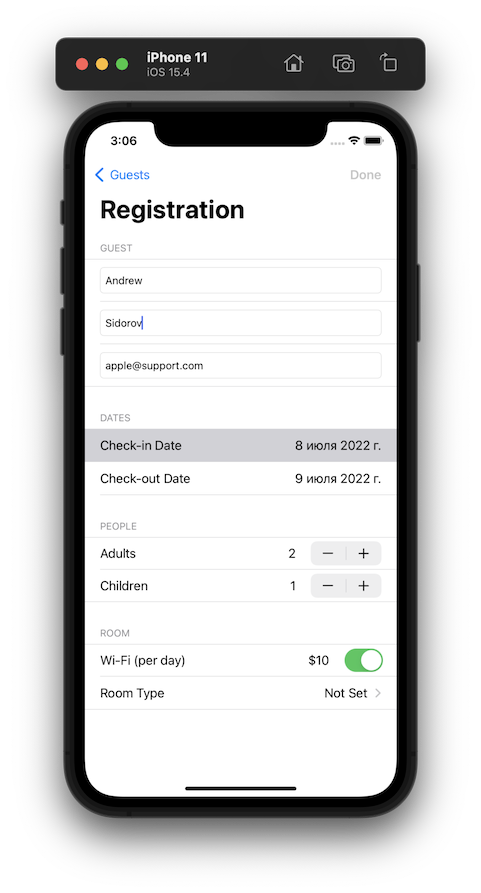 iPhone 11
iOS 15.4
3:06
Guests Done
Registration
GUEST
Andrew
Sidorov
apple@support.com
DATES
Check-in Date 8 июля 2022 г.
Check-out Date 9 июля 2022 г.
PEOPLE
Adults 2 − +
Children 1 − +
ROOM
Wi-Fi (per day) $10
Room Type Not Set